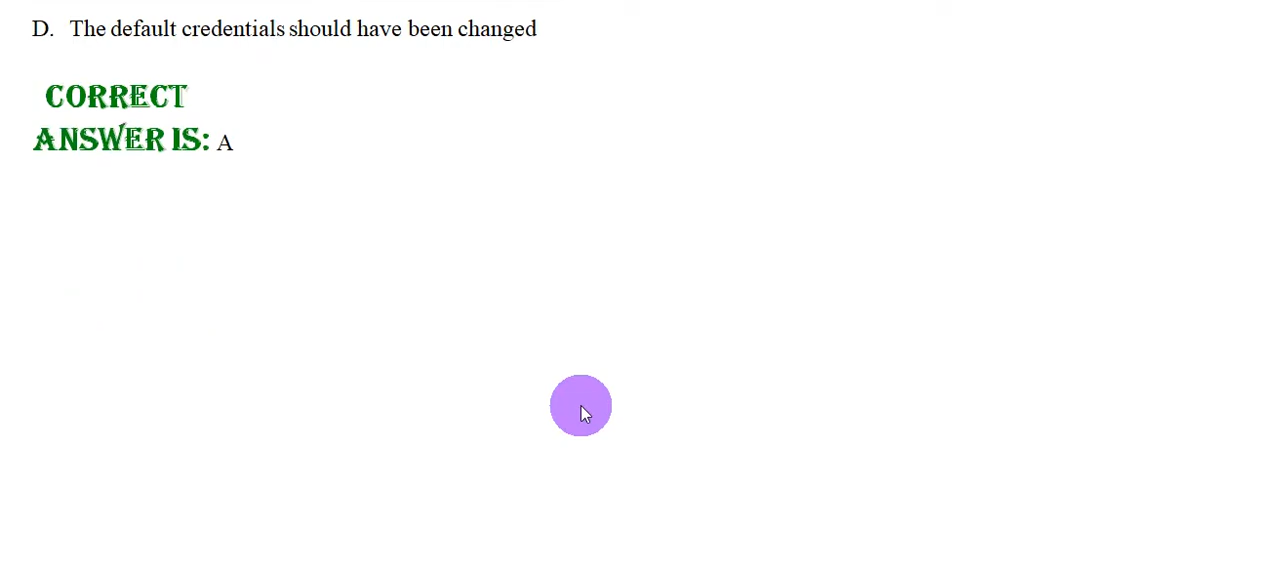 D. The default credentials should have been changed
CORRECT
ANSWER IS: A